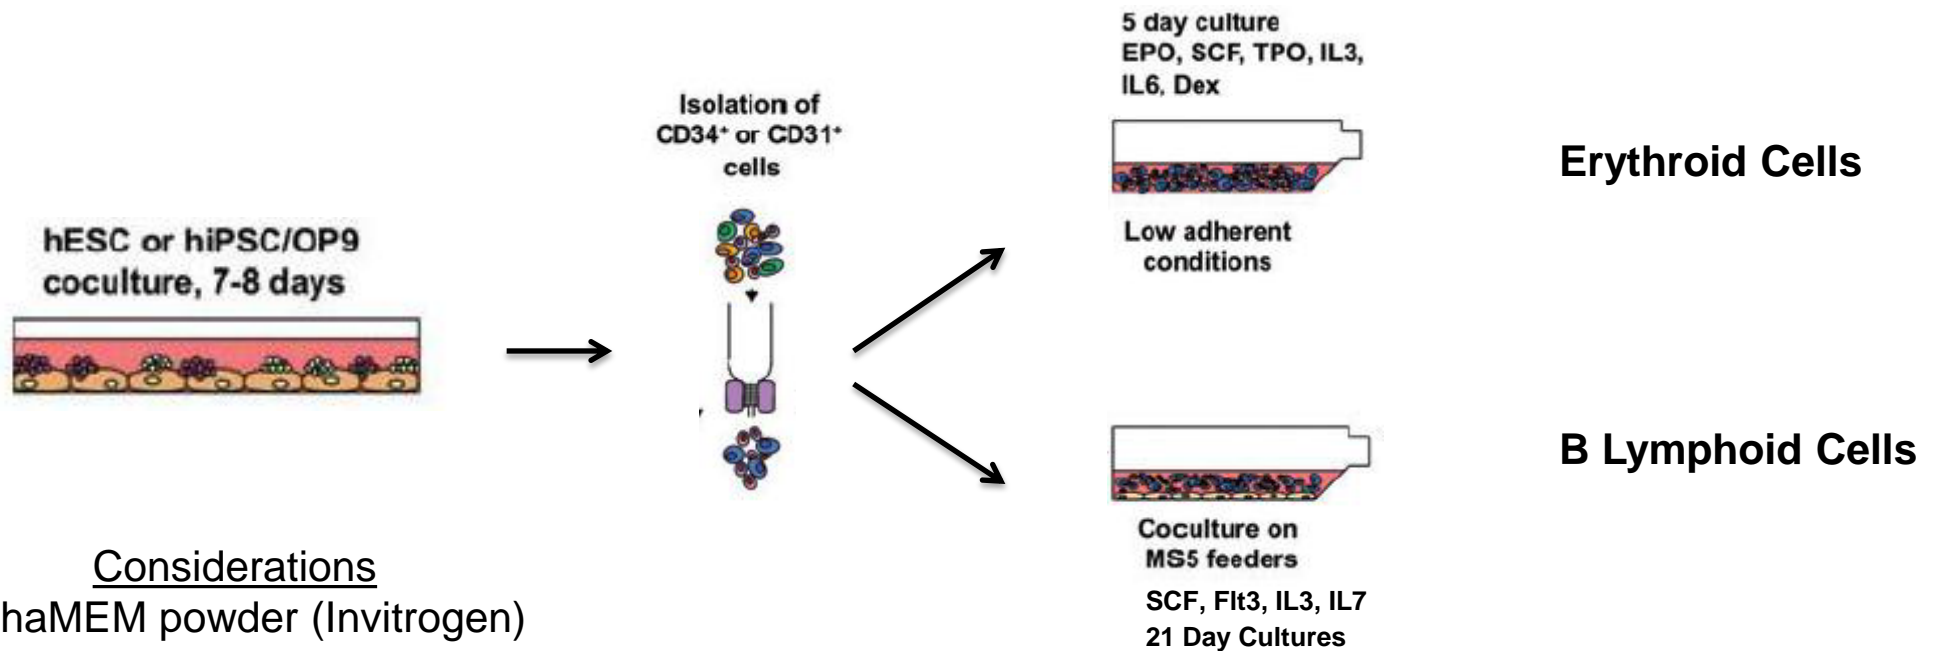 hESC or hiPSC/OP9
coculture, 7-8 days
Considerations
haMEM powder (Invitrogen)
Isolation of
CD34⁺ or CD31⁺
cells
5 day culture
EPO, SCF, TPO, IL3,
IL6, Dex
Low adherent
conditions
Erythroid Cells
Coculture on
MS5 feeders
SCF, Flt3, IL3, IL7
21 Day Cultures
B Lymphoid Cells